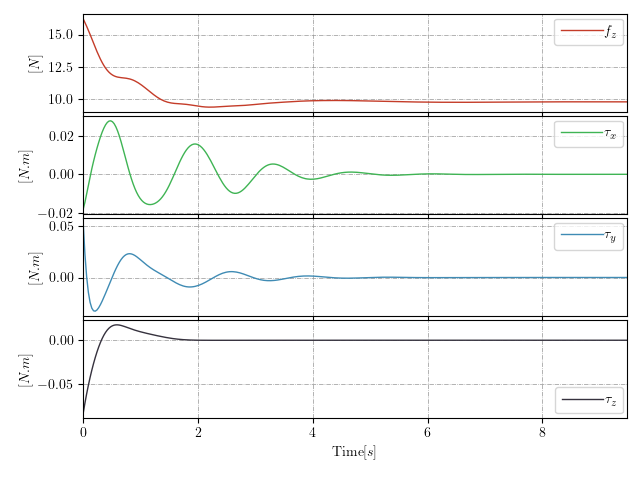 15.0
12.5
10.0
[N]
f_z
0.02
0.00
−0.02
[N.m]
τ_x
0.05
0.00
[N.m]
τ_y
0.00
−0.05
[N.m]
τ_z
0 2 4 6 8
Time[s]